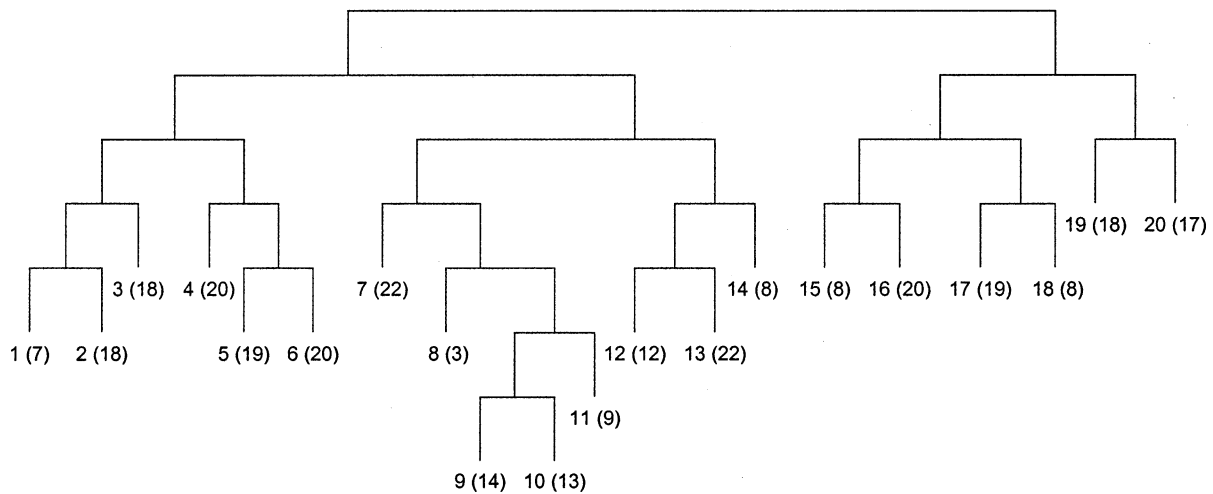 19 (18) 20 (17)
3 (18) 4 (20) 7 (22) 14 (8) 15 (8) 16 (20) 17 (19) 18 (8)
1 (7) 2 (18) 5 (19) 6 (20) 8 (3) 12 (12) 13 (22)
11 (9)
9 (14) 10 (13)